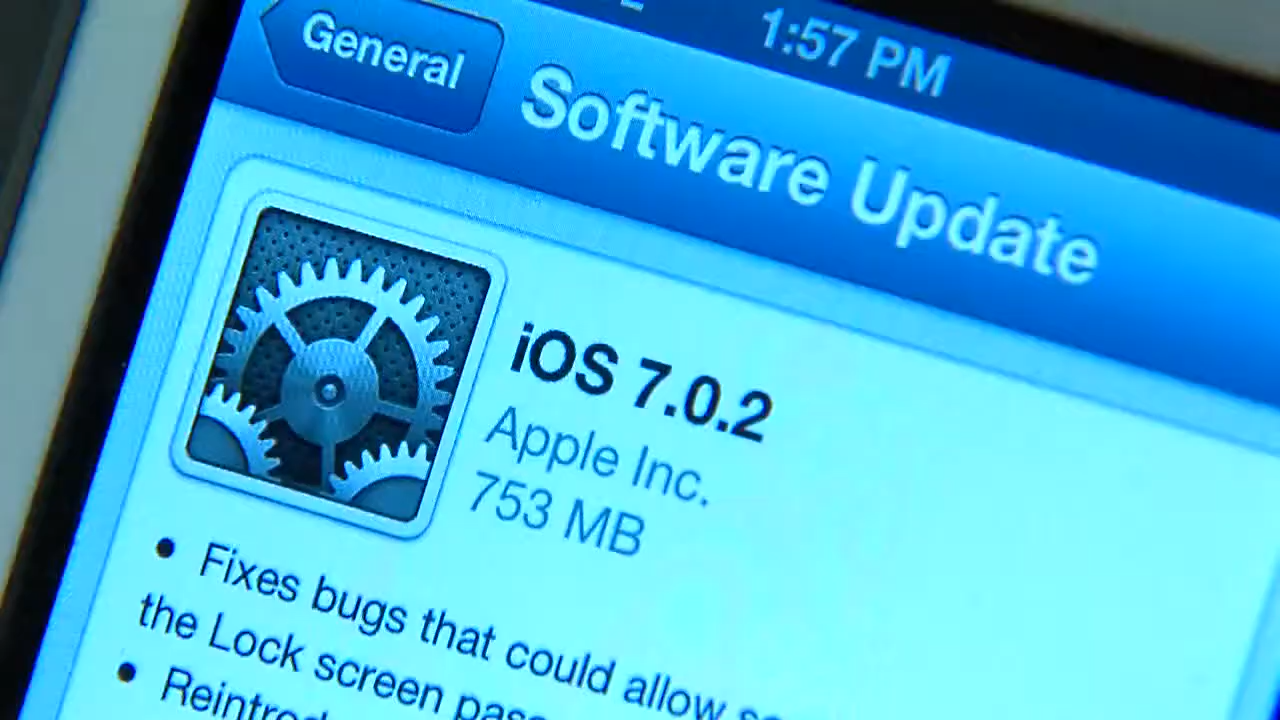 1:57 PM
General
Software Update
iOS 7.0.2
Apple Inc.
753 MB
• Fixes bugs that could allow
the Lock screen
•